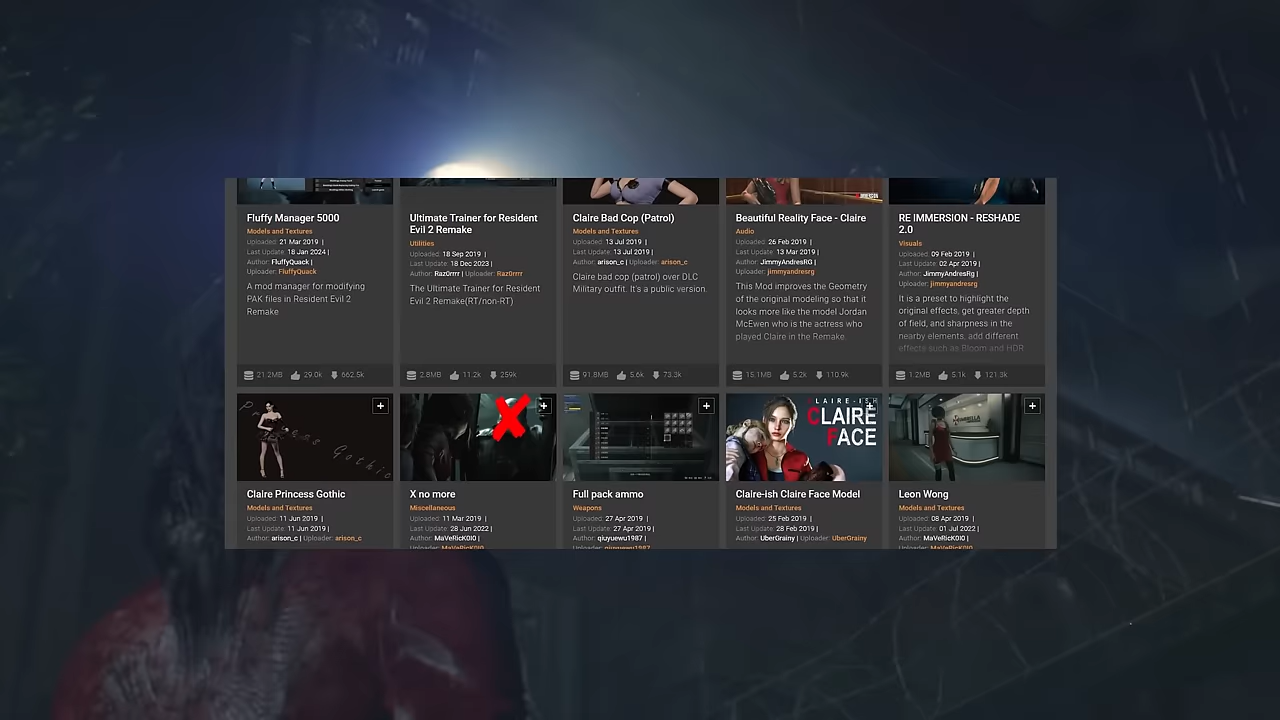 Fluffy Manager 5000
Models and Textures
Uploaded: 21 Mar 2019 |
Last Update: 18 Jan 2024 |
Author: FluffyQuack |
Uploader: FluffyQuack
A mod manager for modifying
PAK files in Resident Evil 2
Remake
21.2MB 29.0k 662.5k
Ultimate Trainer for Resident
Evil 2 Remake
Utilities
Uploaded: 18 Sep 2019 |
Last Update: 18 Dec 2023 |
Author: Raz0rrrr | Uploader: Raz0rrrr
The Ultimate Trainer for Resident
Evil 2 Remake(RT/non-RT)
2.8MB 11.2k 259k
Claire Bad Cop (Patrol)
Models and Textures
Uploaded: 13 Jul 2019 |
Last Update: 13 Jul 2019 |
Author: arison_c | Uploader: arison_c
Claire bad cop (patrol) over DLC
Military outfit. It's a public version.
91.8MB 5.6k 73.3k
Beautiful Reality Face - Claire
Audio
Uploaded: 26 Feb 2019 |
Last Update: 13 Mar 2019 |
Author: JimmyAndresRG |
Uploader: jimmyandresrg
This Mod improves the Geometry
of the original modeling so that it
looks more like the model Jordan
McEwen who is the actress who
played Claire in the Remake.
15.1MB 5.2k 110.9k
RE IMMERSION - RESHADE
2.0
Visuals
Uploaded: 09 Feb 2019 |
Last Update: 02 Apr 2019 |
Author: JimmyAndresRg |
Uploader: jimmyandresrg
It is a preset to highlight the
original effects, get greater depth
of field, and sharpness in the
nearby elements, add different
effects such as Bloom and HDR
1.2MB 5.1k 121.3k
Claire Princess Gothic
Models and Textures
Uploaded: 11 Jun 2019 |
Last Update: 11 Jun 2019 |
Author: arison_c | Uploader: arison_c
X no more
Miscellaneous
Uploaded: 11 Mar 2019 |
Last Update: 28 Jun 2022 |
Author: MaVeRicK0I0 |
Uploader: MaVeRicK0I0
Full pack ammo
Weapons
Uploaded: 27 Apr 2019 |
Last Update: 27 Apr 2019 |
Author: qiuyuewu1987 |
Uploader: qiuyuewu1987
CLAIRE-ISH
CLAIRE
FACE
Claire-ish Claire Face Model
Models and Textures
Uploaded: 25 Feb 2019 |
Last Update: 28 Feb 2019 |
Author: UberGrainy | Uploader: UberGrainy
Leon Wong
Models and Textures
Uploaded: 08 Apr 2019 |
Last Update: 01 Jul 2022 |
Author: MaVeRicK0I0 |
Uploader: MaVeRicK0I0